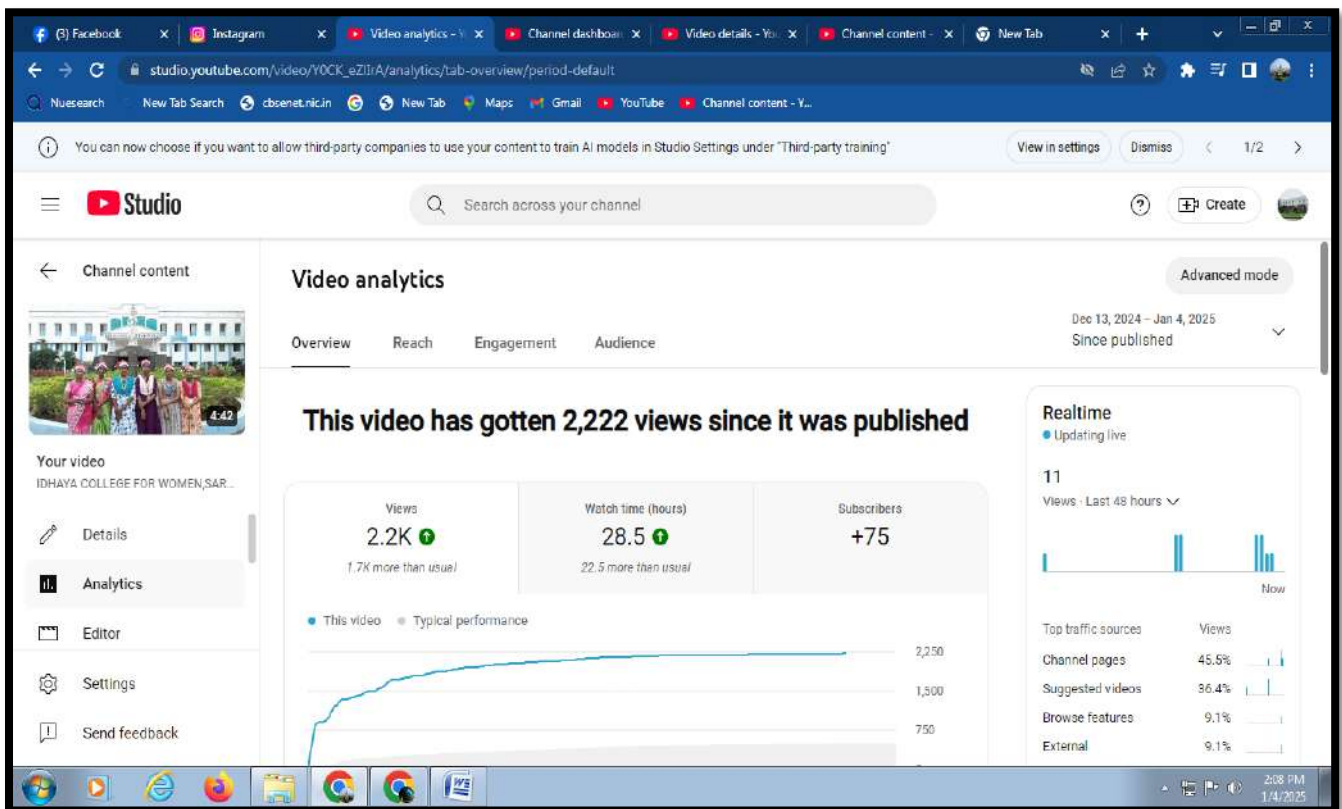 (3) Facebook
Instagram
Video analytics - Y
Channel dashboar
Video details - You
Channel content -
New Tab
studio.youtube.com/video/Y0CK_eZlIrA/analytics/tab-overview/period-default
Nuesearch
New Tab Search
cbsenet.nic.in
New Tab
Maps
Gmail
YouTube
Channel content - Y...
You can now choose if you want to allow third-party companies to use your content to train AI models in Studio Settings under "Third-party training"
View in settings
Dismiss
1/2
Studio
Search across your channel
Create
Channel content
4:42
Your video
IDHAYA COLLEGE FOR WOMEN,SAR...
Details
Analytics
Editor
Settings
Send feedback
Video analytics
Advanced mode
Overview
Reach
Engagement
Audience
Dec 13, 2024 – Jan 4, 2025
Since published
This video has gotten 2,222 views since it was published
Views
2.2K
1.7K more than usual
Watch time (hours)
28.5
22.5 more than usual
Subscribers
+75
This video
Typical performance
2,250
1,500
750
Realtime
Updating live
11
Views · Last 48 hours
Now
Top traffic sources
Views
Channel pages
45.5%
Suggested videos
36.4%
Browse features
9.1%
External
9.1%
2:08 PM
1/4/2025